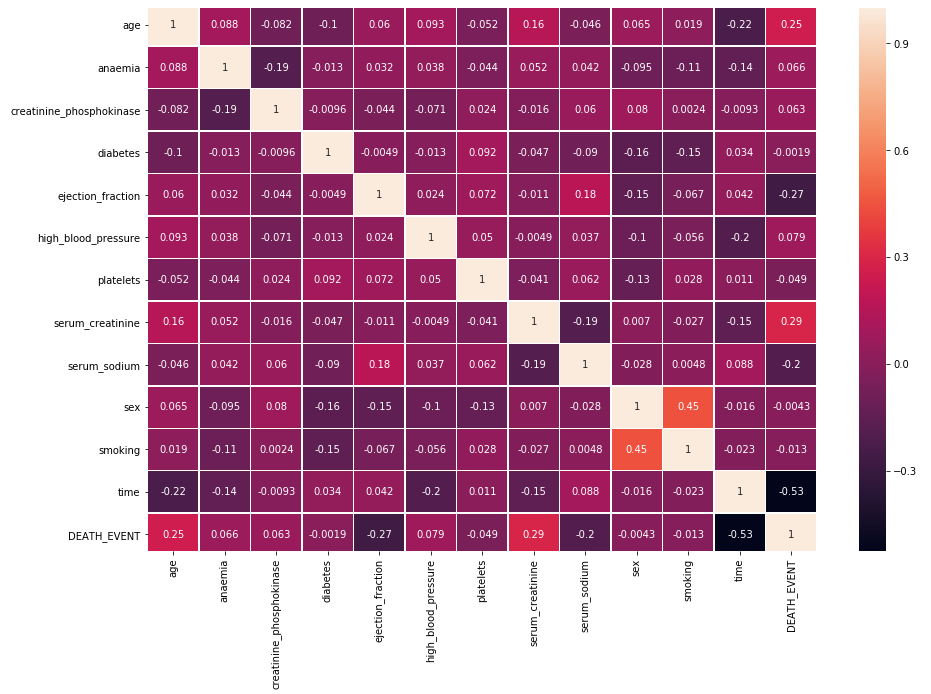 age 1 0.088 -0.082 -0.1 0.06 0.093 -0.052 0.16 -0.046 0.065 0.019 -0.22 0.25
anaemia 0.088 1 -0.19 -0.013 0.032 0.038 -0.044 0.052 0.042 -0.095 -0.11 -0.14 0.066
creatinine_phosphokinase -0.082 -0.19 1 -0.0096 -0.044 -0.071 0.024 -0.016 0.06 0.08 0.0024 -0.0093 0.063
diabetes -0.1 -0.013 -0.0096 1 -0.0049 -0.013 0.092 -0.047 -0.09 -0.16 -0.15 0.034 -0.0019
ejection_fraction 0.06 0.032 -0.044 -0.0049 1 0.024 0.072 -0.011 0.18 -0.15 -0.067 0.042 -0.27
high_blood_pressure 0.093 0.038 -0.071 -0.013 0.024 1 0.05 -0.0049 0.037 -0.1 -0.056 -0.2 0.079
platelets -0.052 -0.044 0.024 0.092 0.072 0.05 1 -0.041 0.062 -0.13 0.028 0.011 -0.049
serum_creatinine 0.16 0.052 -0.016 -0.047 -0.011 -0.0049 -0.041 1 -0.19 0.007 -0.027 -0.15 0.29
serum_sodium -0.046 0.042 0.06 -0.09 0.18 0.037 0.062 -0.19 1 -0.028 0.0048 0.088 -0.2
sex 0.065 -0.095 0.08 -0.16 -0.15 -0.1 -0.13 0.007 -0.028 1 0.45 -0.016 -0.0043
smoking 0.019 -0.11 0.0024 -0.15 -0.067 -0.056 0.028 -0.027 0.0048 0.45 1 -0.023 -0.013
time -0.22 -0.14 -0.0093 0.034 0.042 -0.2 0.011 -0.15 0.088 -0.016 -0.023 1 -0.53
DEATH_EVENT 0.25 0.066 0.063 -0.0019 -0.27 0.079 -0.049 0.29 -0.2 -0.0043 -0.013 -0.53 1
age
anaemia
creatinine_phosphokinase
diabetes
ejection_fraction
high_blood_pressure
platelets
serum_creatinine
serum_sodium
sex
smoking
time
DEATH_EVENT
0.9
0.6
0.3
0.0
−0.3